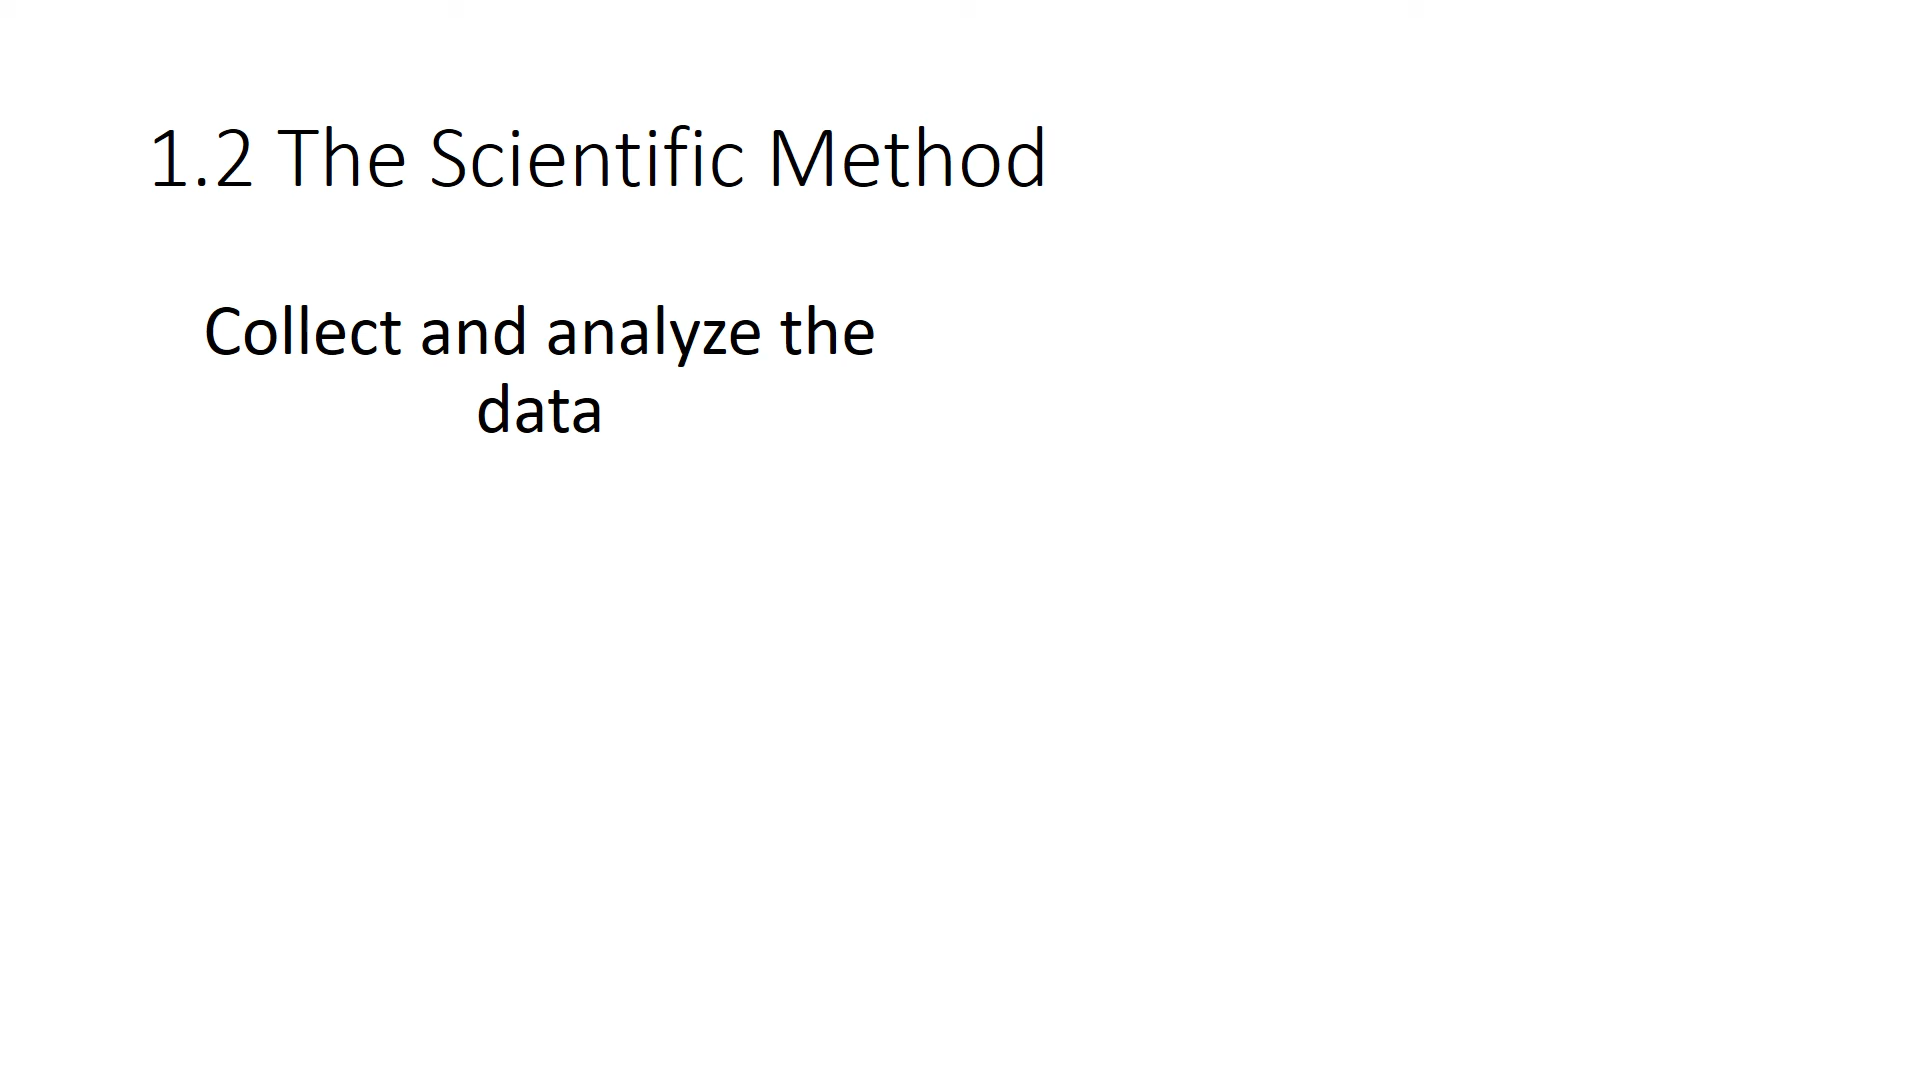 1.2 The Scientific Method
Collect and analyze the
data